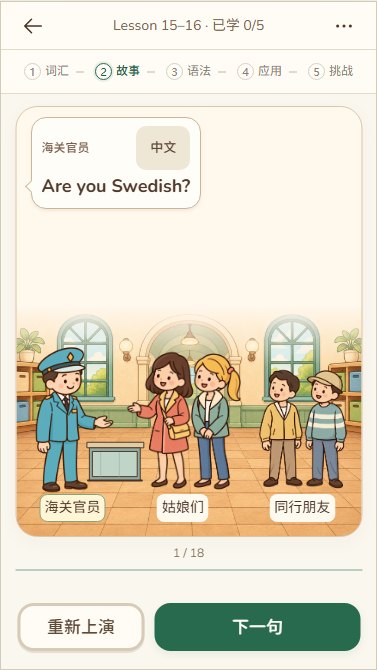 Lesson 15–16 · 已学 0/5
1 词汇 – 2 故事 – 3 语法 – 4 应用 – 5 挑战
海关官员 中文
Are you Swedish?
海关官员 姑娘们 同行朋友
1 / 18
重新上演 下一句